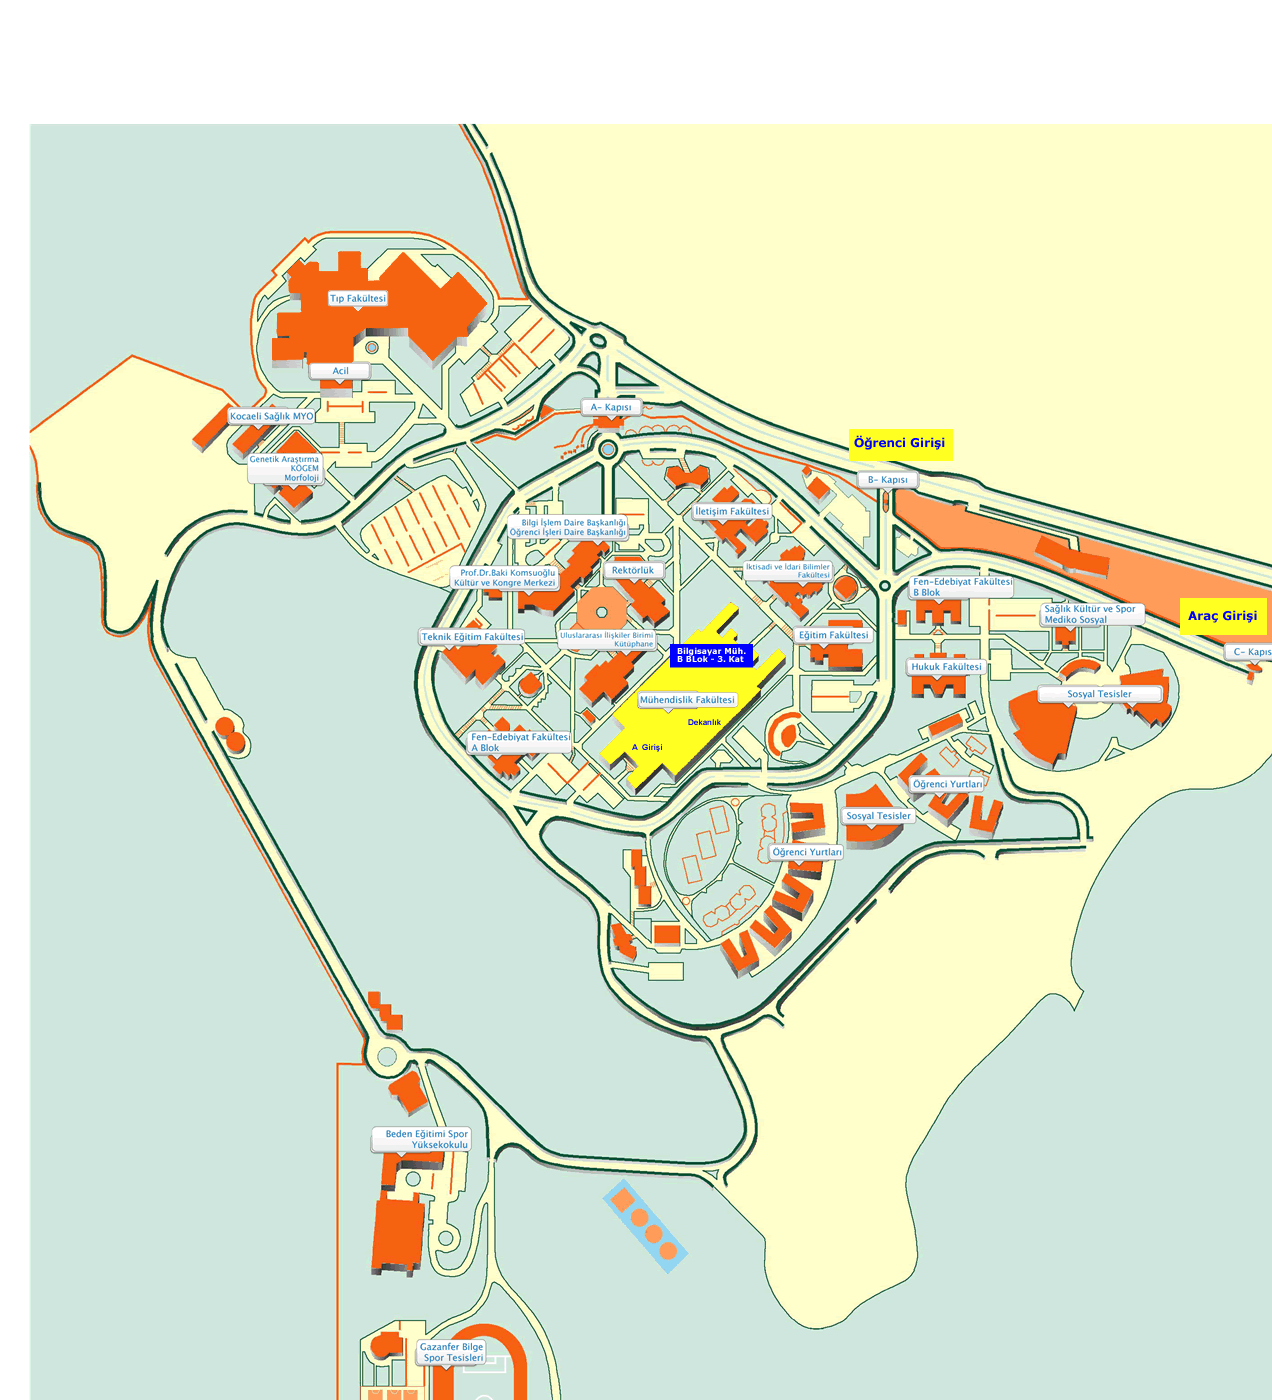 Tıp Fakültesi
Acil
A- Kapısı
Kocaeli Sağlık MYO
Öğrenci Girişi
Genetik Araştırma
KÖGEM
Morfoloji
B- Kapısı
İletişim Fakültesi
Bilgi İşlem Daire Başkanlığı
Öğrenci İşleri Daire Başkanlığı
Rektörlük
İktisadi ve İdari Bilimler
Fakültesi
Prof.Dr.Baki Komsuoğlu
Kültür ve Kongre Merkezi
Fen-Edebiyat Fakültesi
B Blok
Sağlık Kültür ve Spor
Mediko Sosyal
Araç Girişi
Teknik Eğitim Fakültesi
Uluslararası İlişkiler Birimi
Kütüphane
Eğitim Fakültesi
Bilgisayar Müh.
B BLok - 3. Kat
C- Kapıs
Hukuk Fakültesi
Mühendislik Fakültesi
Sosyal Tesisler
Dekanlık
Fen-Edebiyat Fakültesi
A Blok
A Girişi
Öğrenci Yurtları
Sosyal Tesisler
Öğrenci Yurtları
Beden Eğitimi Spor
Yüksekokulu
Gazanfer Bilge
Spor Tesisleri